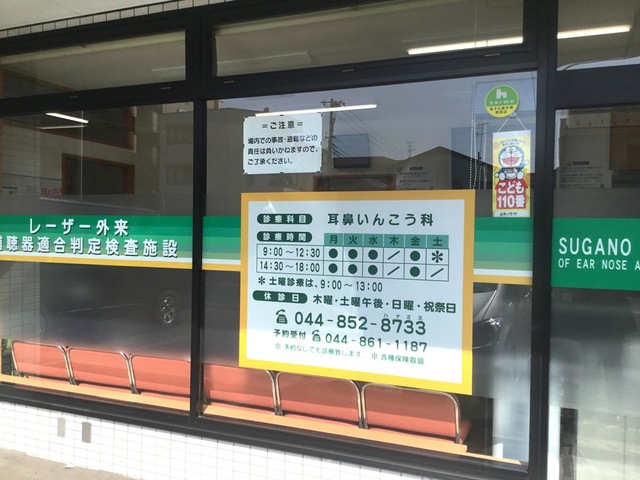 ＝ご注意＝
場内での事故・盗難などの
責任は負いかねますので、
ご了承ください。
こども
110番
レーザー外来
聴器適合判定検査施設
SUGANO
OF EAR NOSE A
診療科目 耳鼻いんこう科
診療時間 月 火 水 木 金 土
9:00～12:30 ● ● ● ／ ● ＊
14:30～18:00 ● ● ● ／ ● ／
＊土曜診療は、9:00～13:00
休診日 木曜・土曜午後・日曜・祝祭日
ハナミミ
☎044-852-8733
予約受付 ☎044-861-1187
＊予約なしでも診療致します ＊各種保険取扱